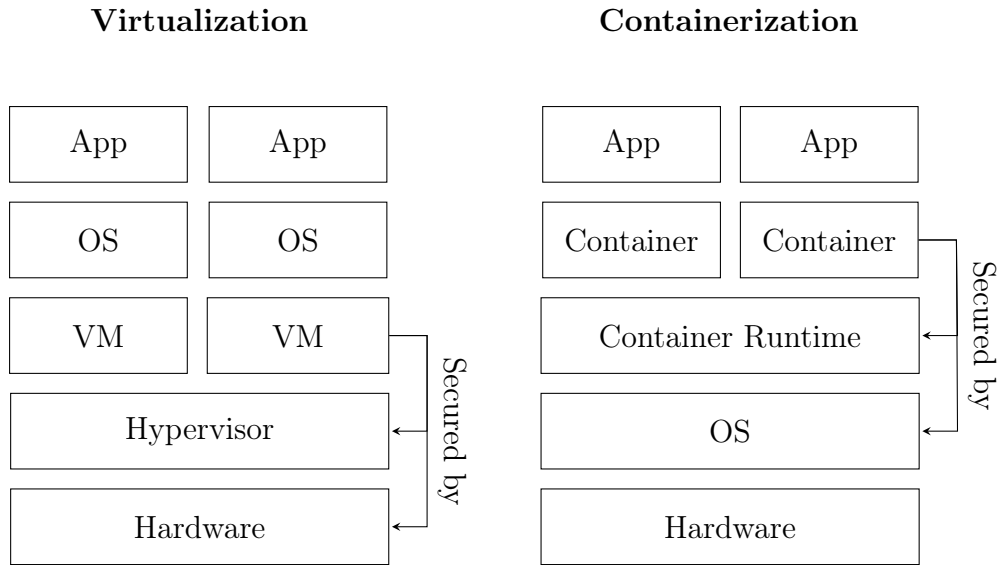 Virtualization
App App
OS OS
VM VM
Hypervisor
Hardware
Secured by
Containerization
App App
Container Container
Container Runtime
OS
Hardware
Secured by